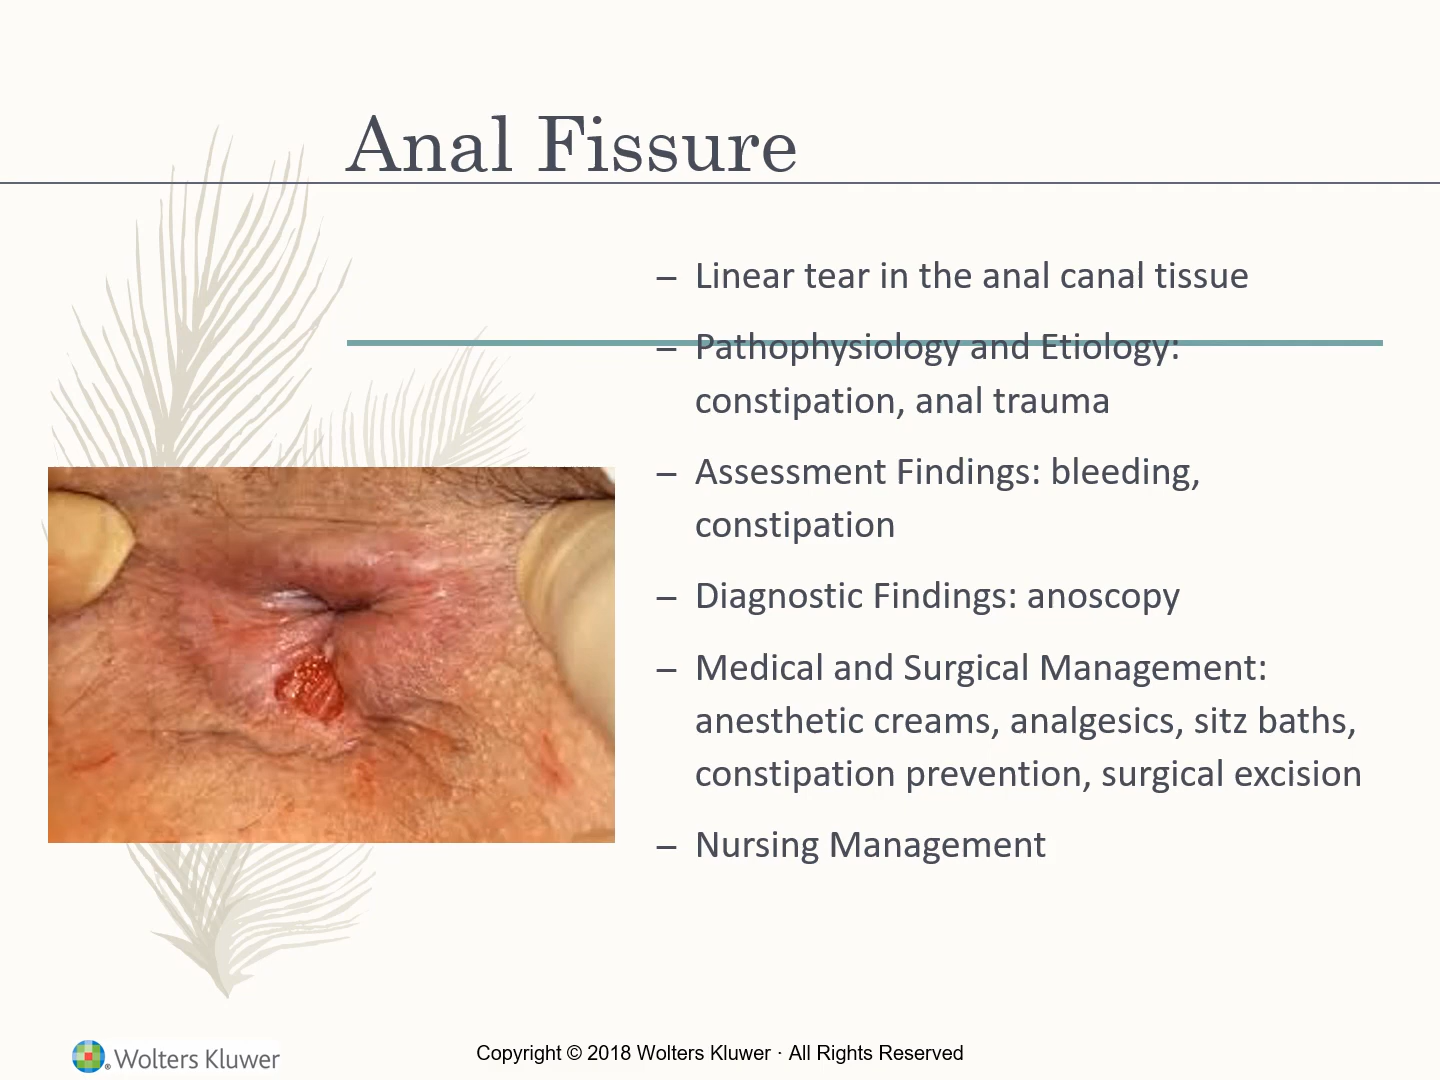 Anal Fissure
– Linear tear in the anal canal tissue
– Pathophysiology and Etiology:
constipation, anal trauma
– Assessment Findings: bleeding,
constipation
– Diagnostic Findings: anoscopy
– Medical and Surgical Management:
anesthetic creams, analgesics, sitz baths,
constipation prevention, surgical excision
– Nursing Management
Wolters Kluwer
Copyright © 2018 Wolters Kluwer · All Rights Reserved